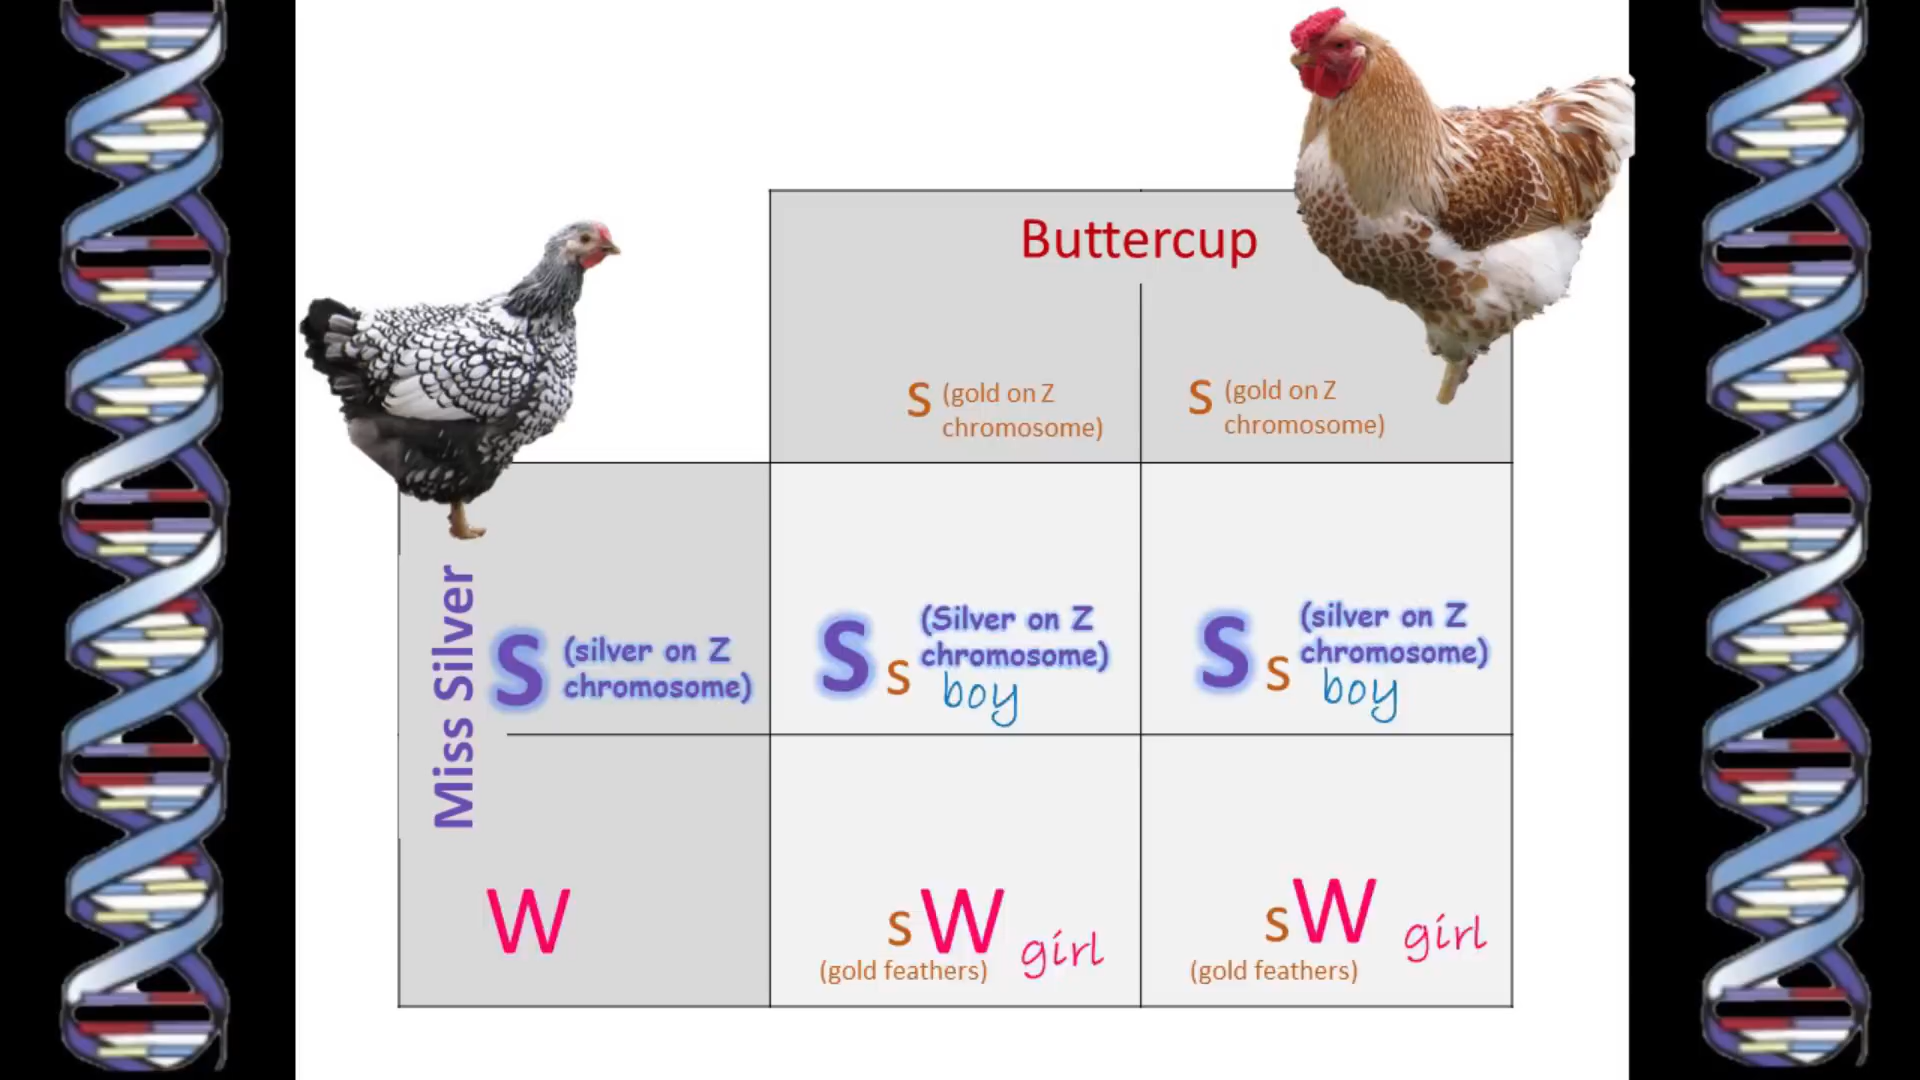 Buttercup
s (gold on Z
chromosome)
s (gold on Z
chromosome)
Miss Silver
S (silver on Z
chromosome)
S s (Silver on Z
chromosome)
boy
S s (silver on Z
chromosome)
boy
W
s W girl
(gold feathers)
s W girl
(gold feathers)